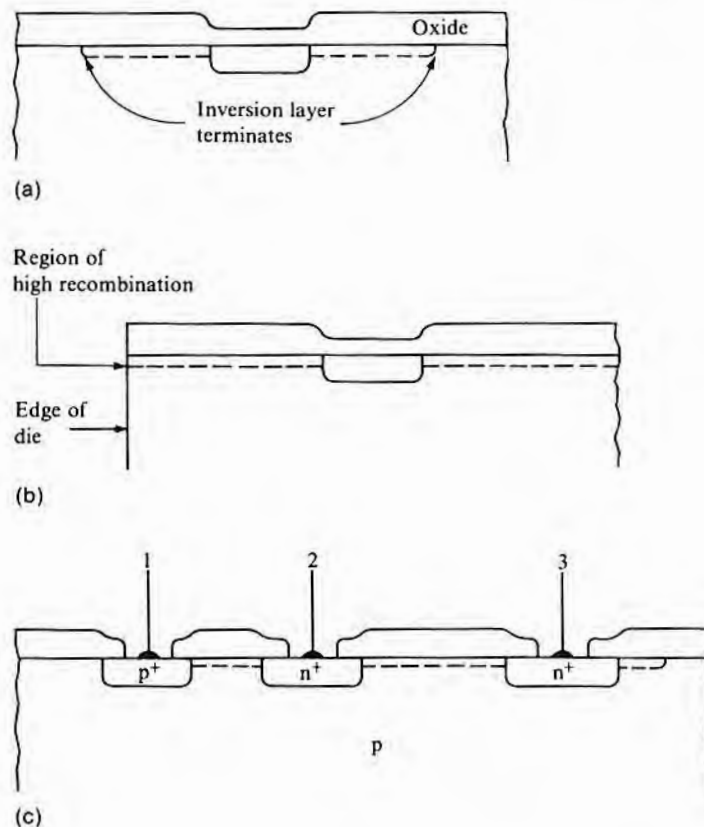 Oxide
Inversion layer
terminates
(a)
Region of
high recombination
Edge of
die
(b)
1 2 3
p+ n+ n+
p
(c)